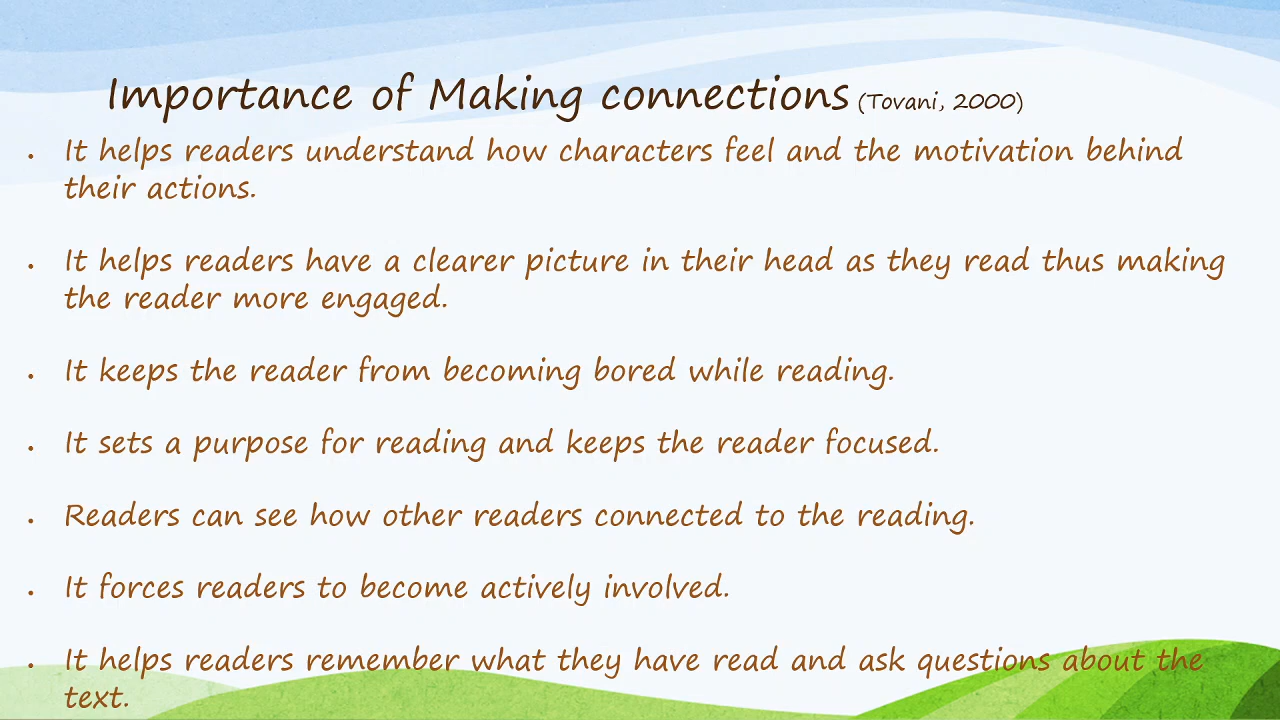 Importance of Making connections (Tovani, 2000)
• It helps readers understand how characters feel and the motivation behind
their actions.
• It helps readers have a clearer picture in their head as they read thus making
the reader more engaged.
• It keeps the reader from becoming bored while reading.
• It sets a purpose for reading and keeps the reader focused.
• Readers can see how other readers connected to the reading.
• It forces readers to become actively involved.
• It helps readers remember what they have read and ask questions about the
text.